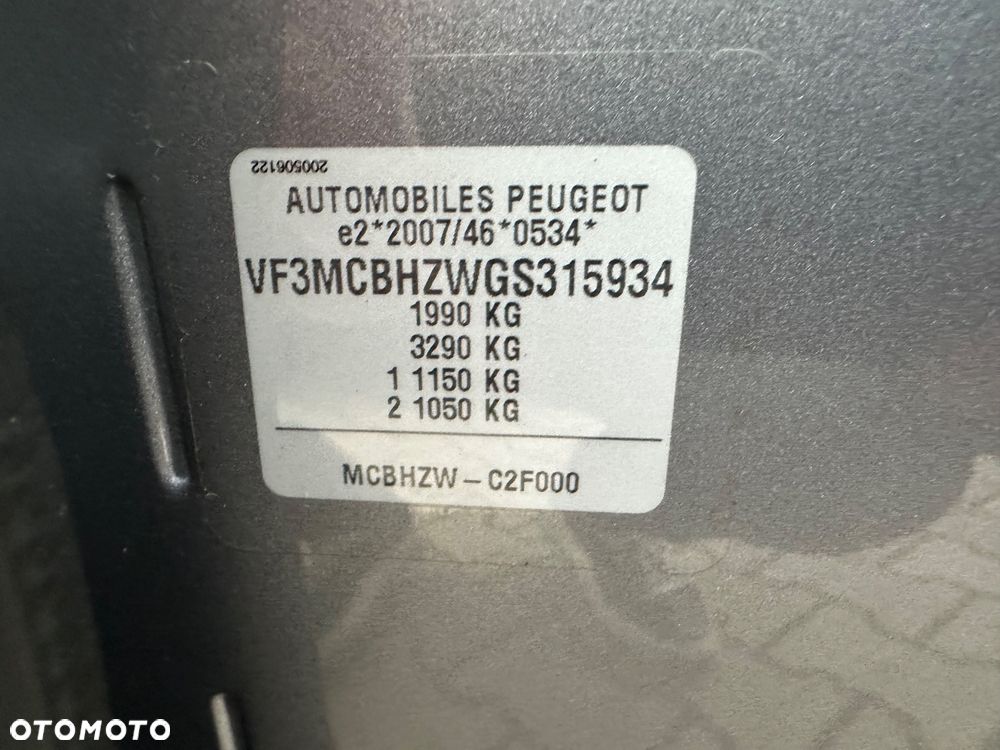 200506122
AUTOMOBILES PEUGEOT
e2*2007/46*0534*
VF3MCBHZWGS315934
1990 KG
3290 KG
1 1150 KG
2 1050 KG
MCBHZW - C2F000
OTOMOTO